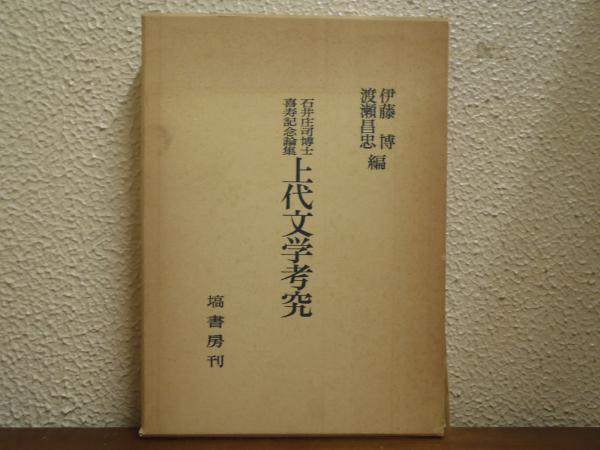 伊藤博
渡瀬昌忠 編
石井庄司博士
喜寿記念論集
上代文学考究
塙書房刊